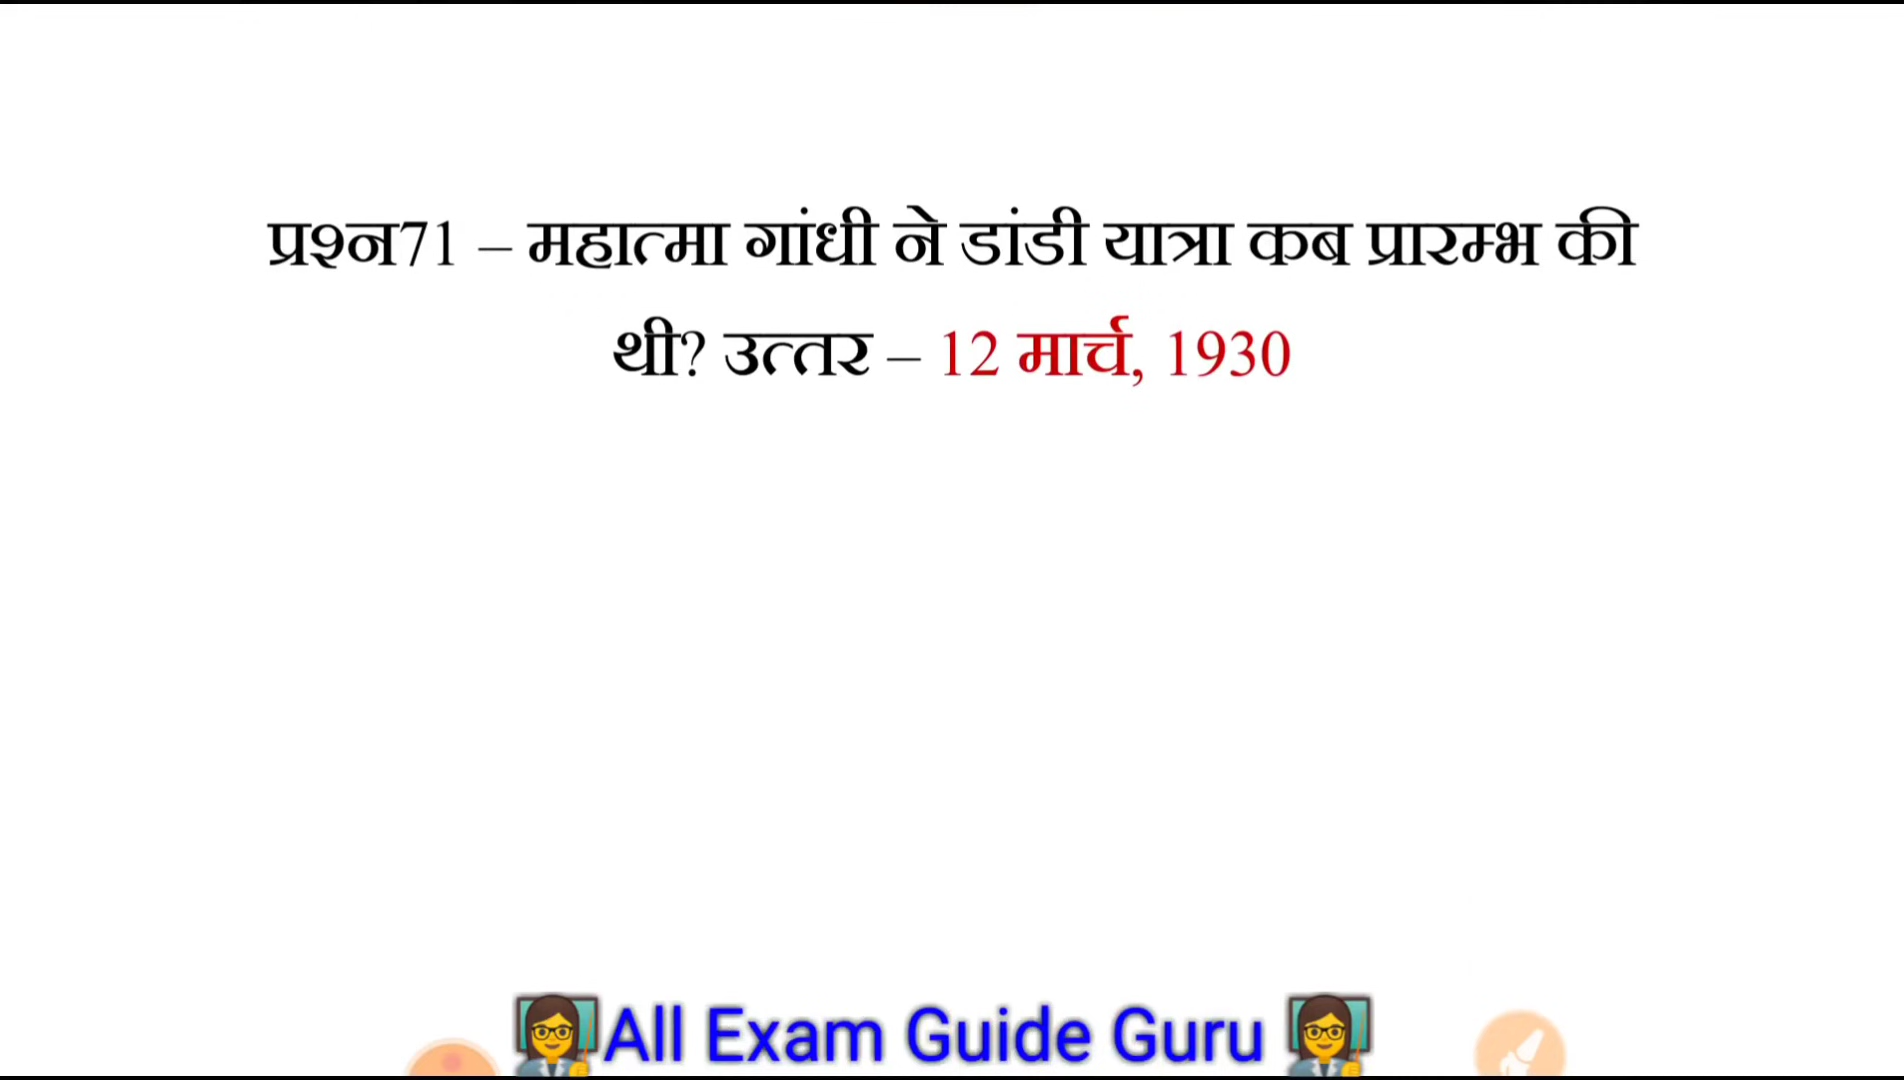 प्रश्न71 – महात्मा गांधी ने डांडी यात्रा कब प्रारम्भ की
थी? उत्तर – 12 मार्च, 1930
All Exam Guide Guru